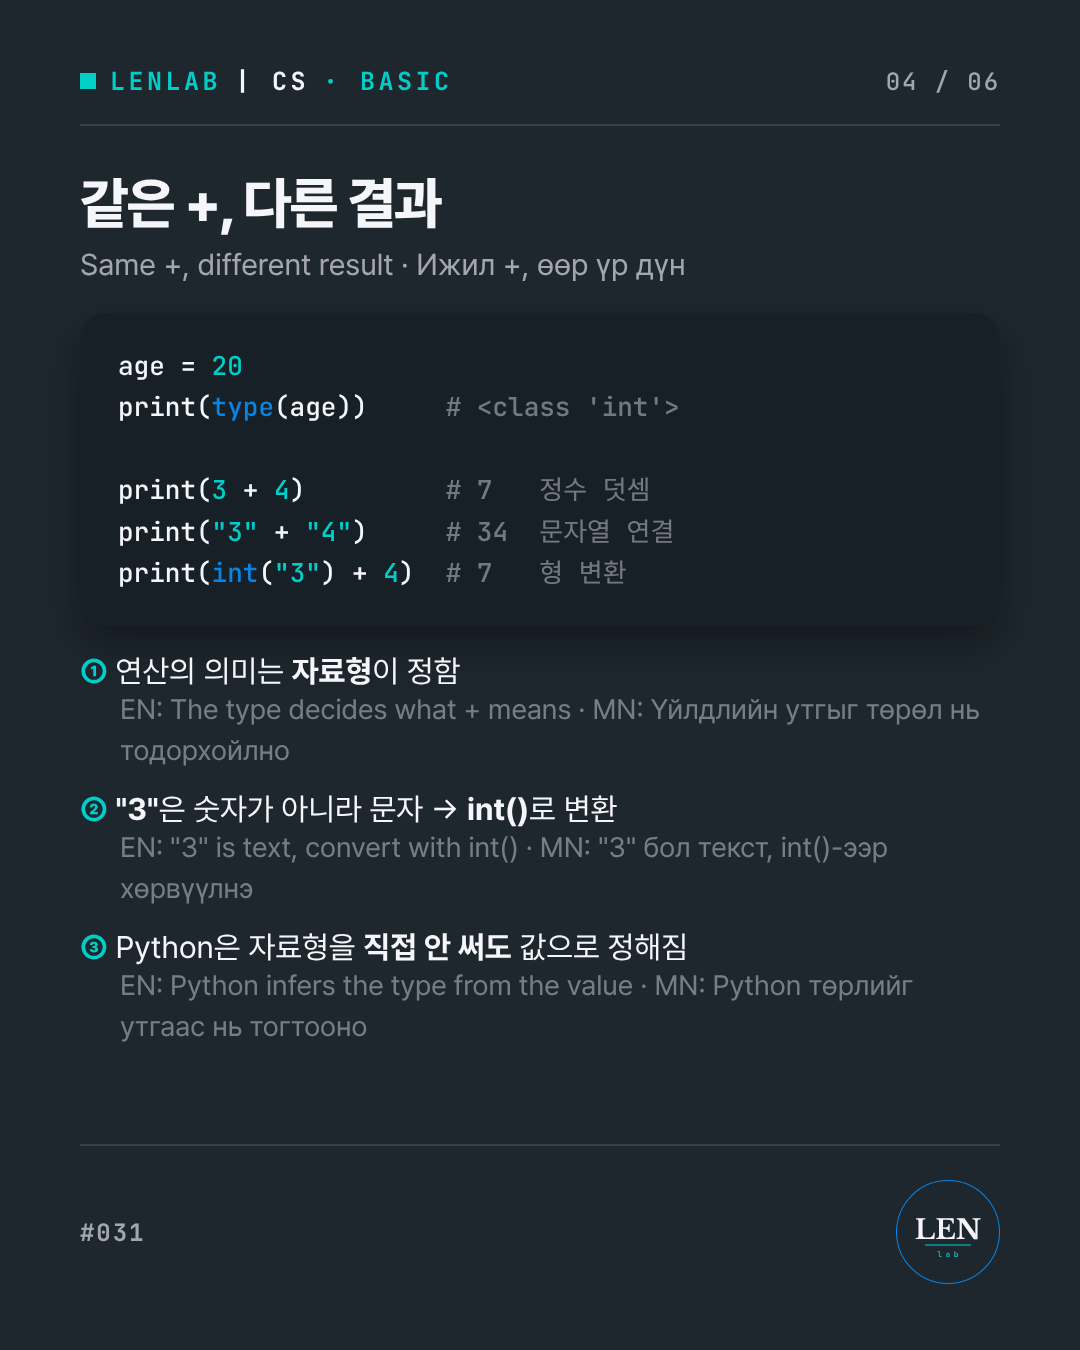 LENLAB | CS · BASIC
04 / 06
같은 +, 다른 결과
Same +, different result · Ижил +, өөр үр дүн
age = 20
print(type(age))     # <class 'int'>
print(3 + 4)         # 7   정수 덧셈
print("3" + "4")     # 34  문자열 연결
print(int("3") + 4)  # 7   형 변환
① 연산의 의미는 자료형이 정함
EN: The type decides what + means · MN: Үйлдлийн утгыг төрөл нь
тодорхойлно
② "3"은 숫자가 아니라 문자 → int()로 변환
EN: "3" is text, convert with int() · MN: "3" бол текст, int()-ээр
хөрвүүлнэ
③ Python은 자료형을 직접 안 써도 값으로 정해짐
EN: Python infers the type from the value · MN: Python төрлийг
утгаас нь тогтооно
#031
LEN
lab